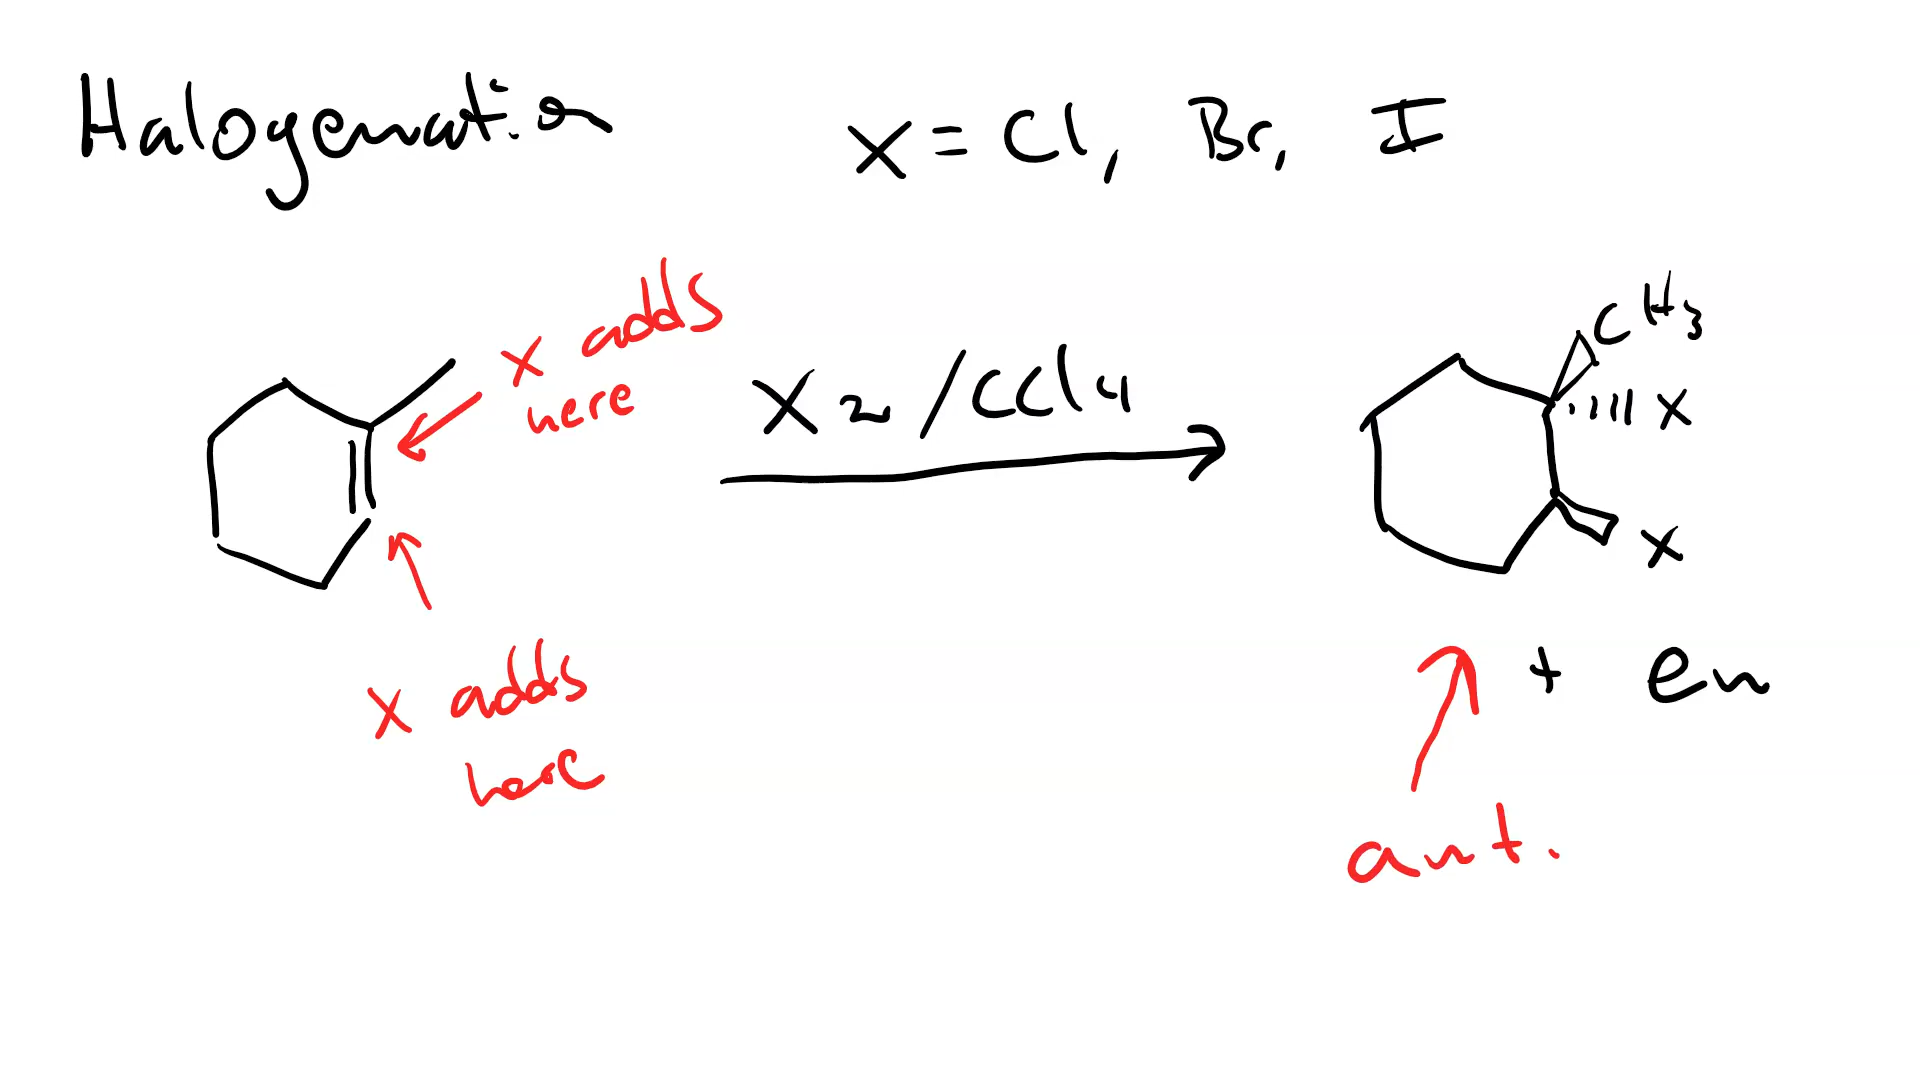 Halogenation
X = Cl, Br, I
X adds
here
X2/CCl4
CH3
X
X
X adds
here
+ en
anti